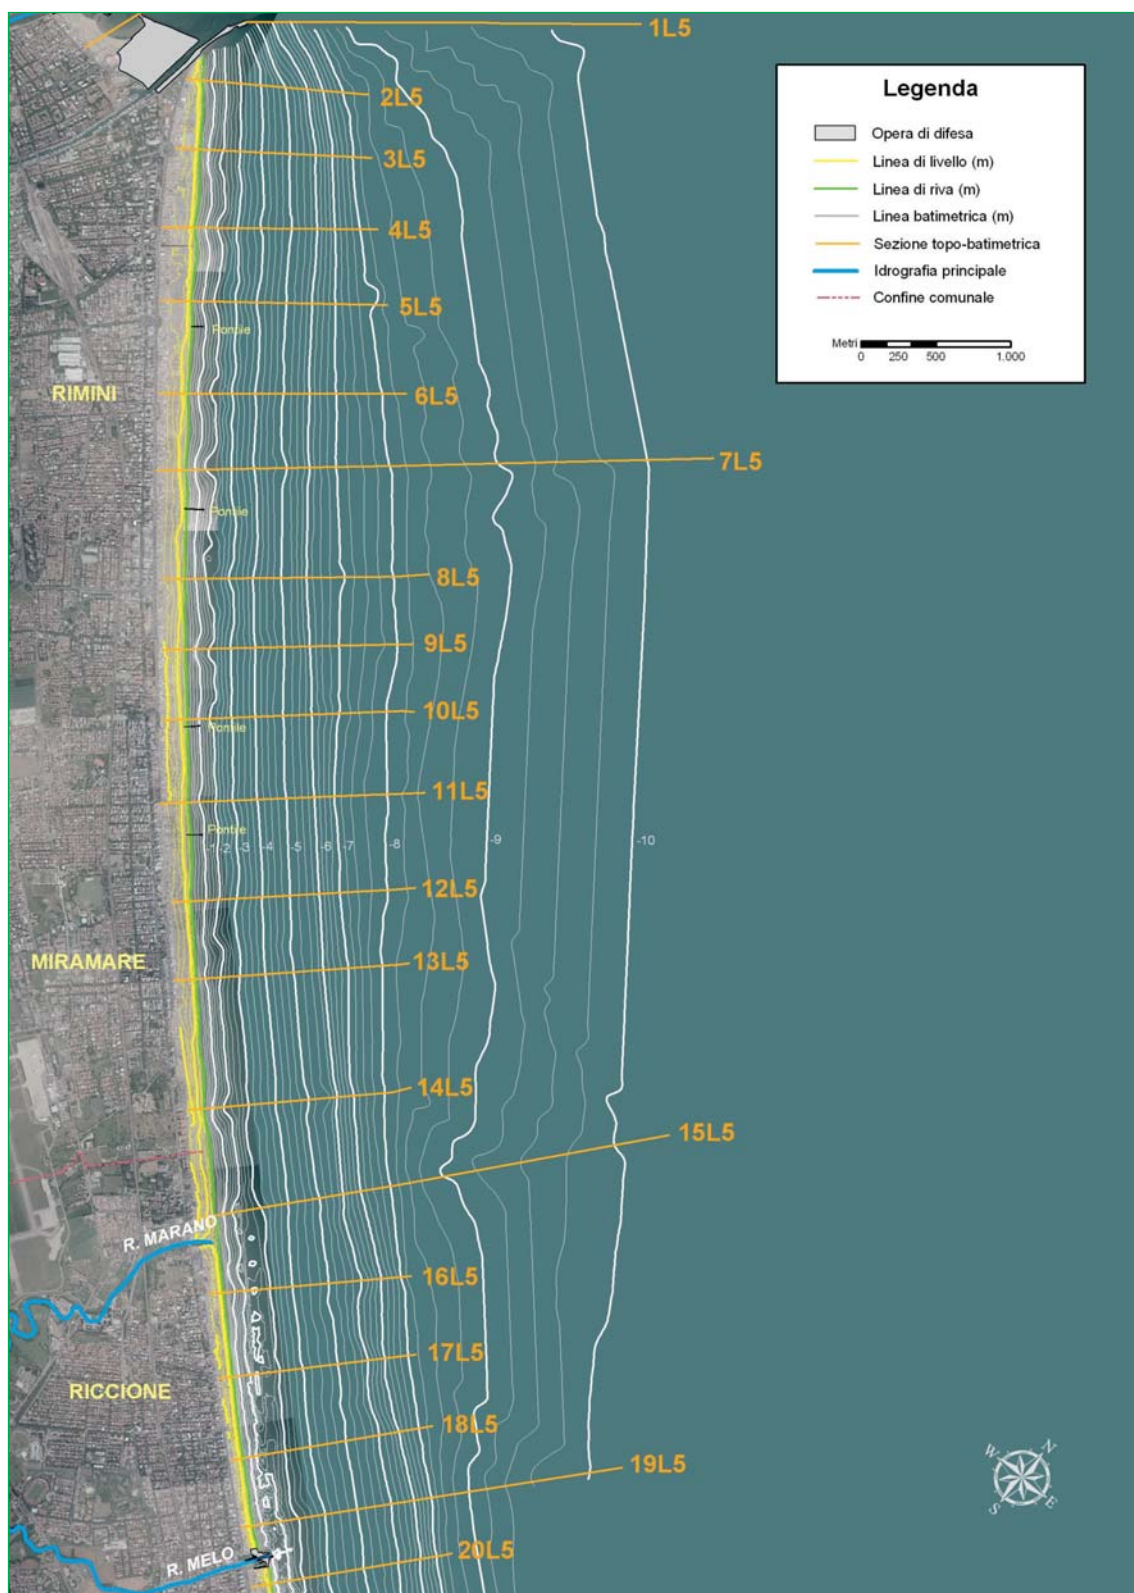 1L5
2L5
3L5
4L5
5L5
Pontile
RIMINI
6L5
7L5
Pontile
8L5
9L5
10L5
Pontile
11L5
Pontile
-1 -2 -3 -4 -5 -6 -7 -8 -9 -10
12L5
MIRAMARE
13L5
14L5
15L5
R. MARANO
16L5
17L5
RICCIONE
18L5
19L5
R. MELO
20L5
Legenda
Opera di difesa
Linea di livello (m)
Linea di riva (m)
Linea batimetrica (m)
Sezione topo-batimetrica
Idrografia principale
Confine comunale
Metri
0 250 500 1.000
W N
S E